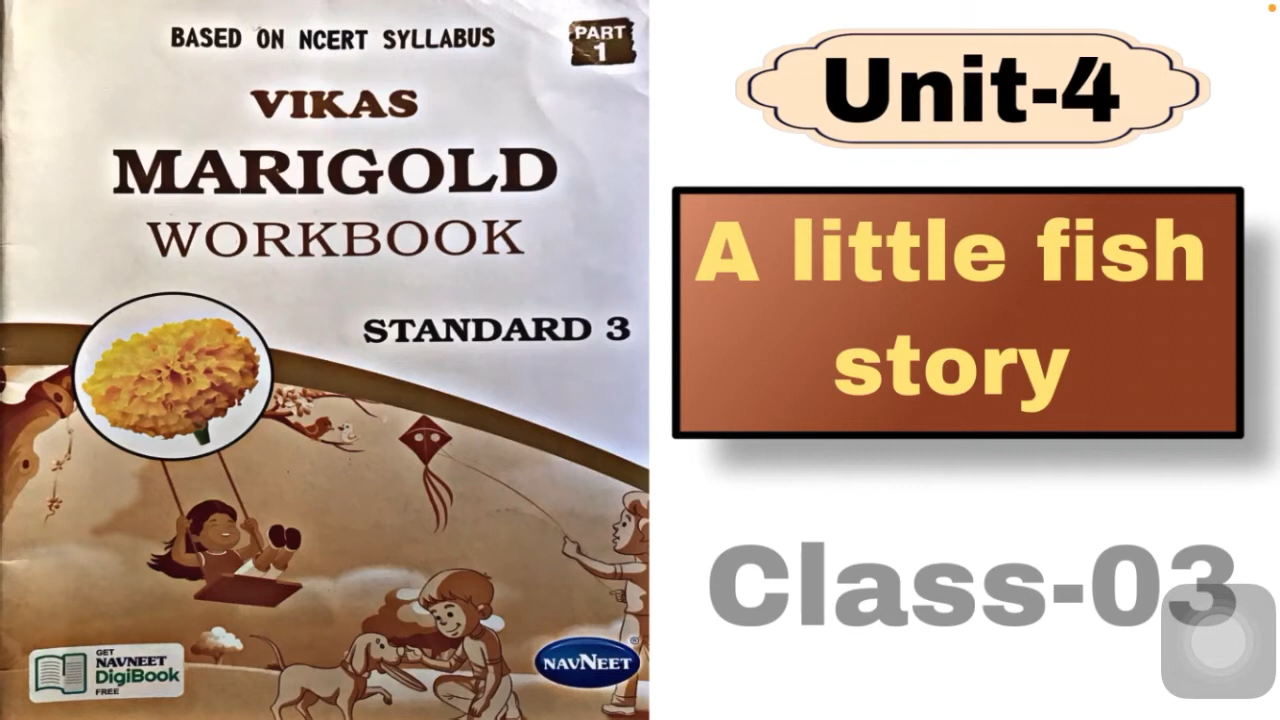 BASED ON NCERT SYLLABUS
PART
1
VIKAS
MARIGOLD
WORKBOOK
STANDARD 3
GET
NAVNEET
DigiBook
FREE
NAVNEET
Unit-4
A little fish
story
Class-03